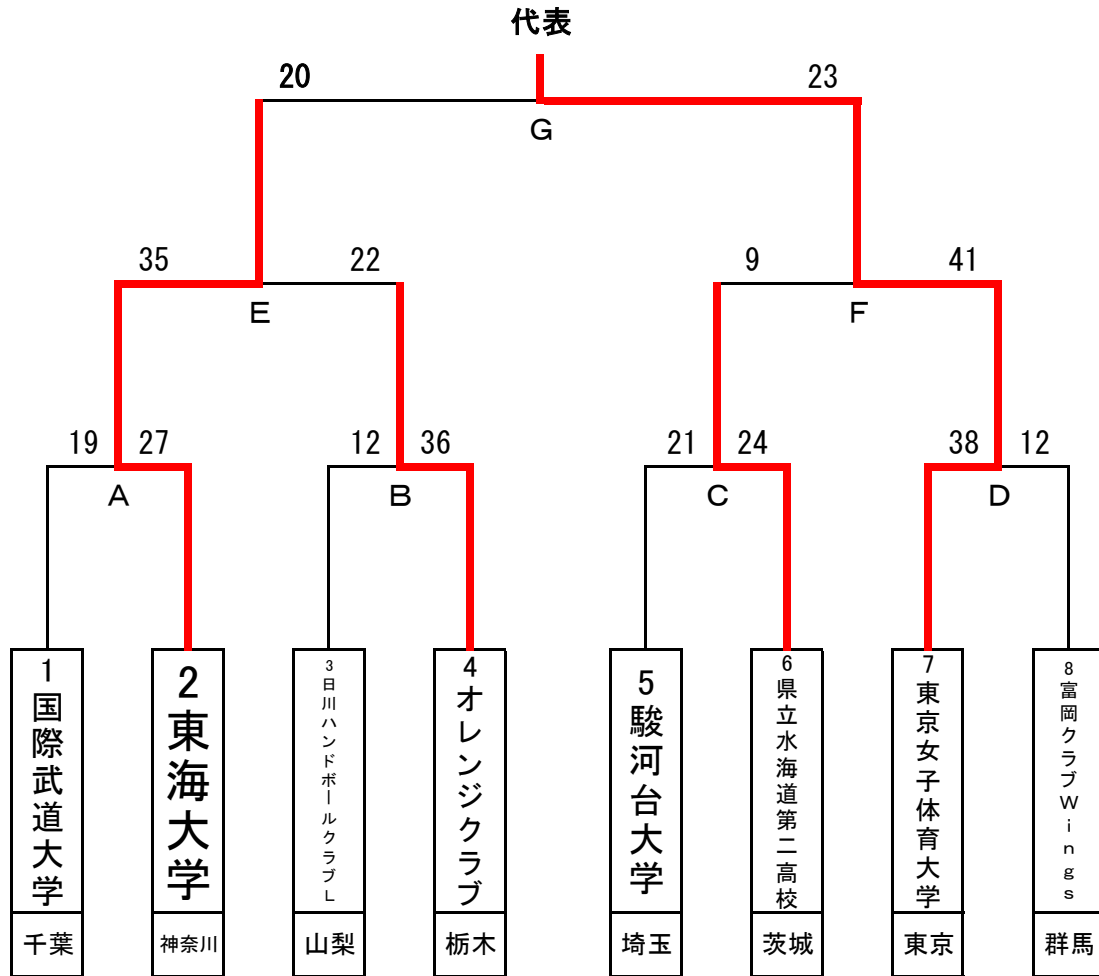 代表
20
23
G
35
22
9
41
E
F
19
27
12
36
21
24
38
12
A
B
C
D
1 国際武道大学
2 東海大学
3 日川ハンドボールクラブL
4 オレンジクラブ
5 駿河台大学
6 県立水海道第二高校
7 東京女子体育大学
8 富岡クラブWings
千葉
神奈川
山梨
栃木
埼玉
茨城
東京
群馬